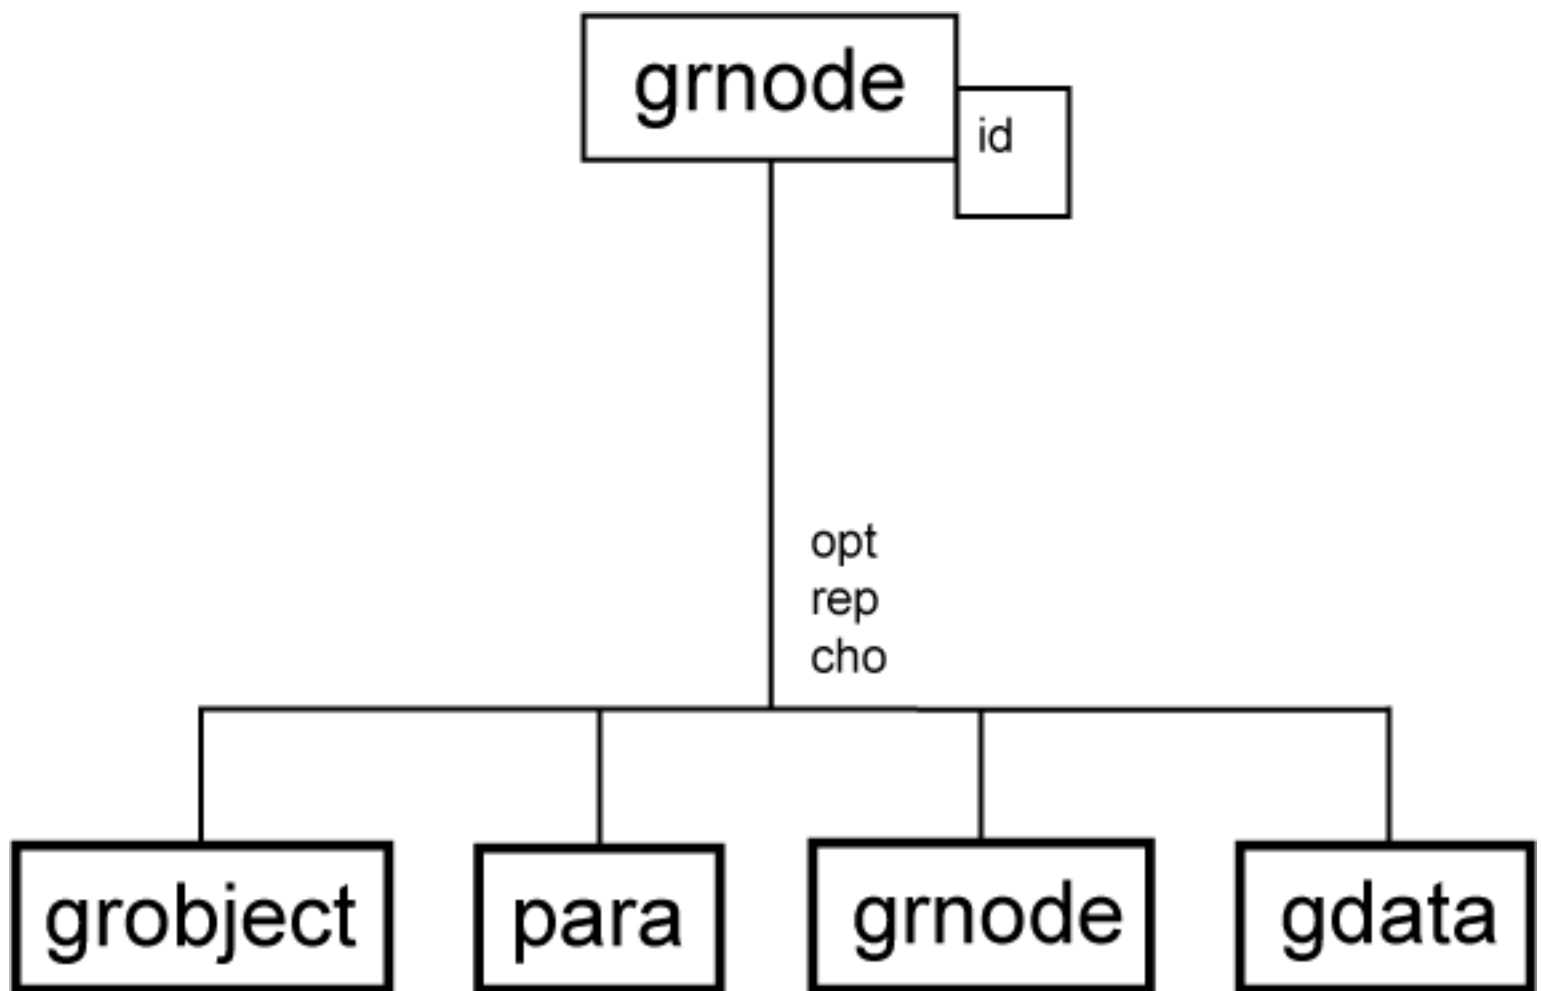 grnode
id
opt
rep
cho
grobject
para
grnode
gdata